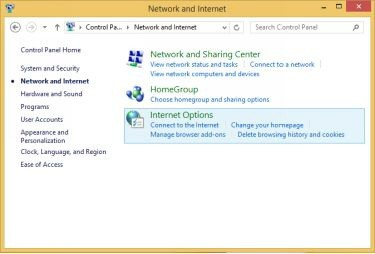 Network and Internet
Control Pa... Network and Internet
Search Control Panel
Control Panel Home
System and Security
Network and Internet
Hardware and Sound
Programs
User Accounts
Appearance and
Personalization
Clock, Language, and Region
Ease of Access
Network and Sharing Center
View network status and tasks Connect to a network
View network computers and devices
HomeGroup
Choose homegroup and sharing options
Internet Options
Connect to the Internet Change your homepage
Manage browser add-ons Delete browsing history and cookies